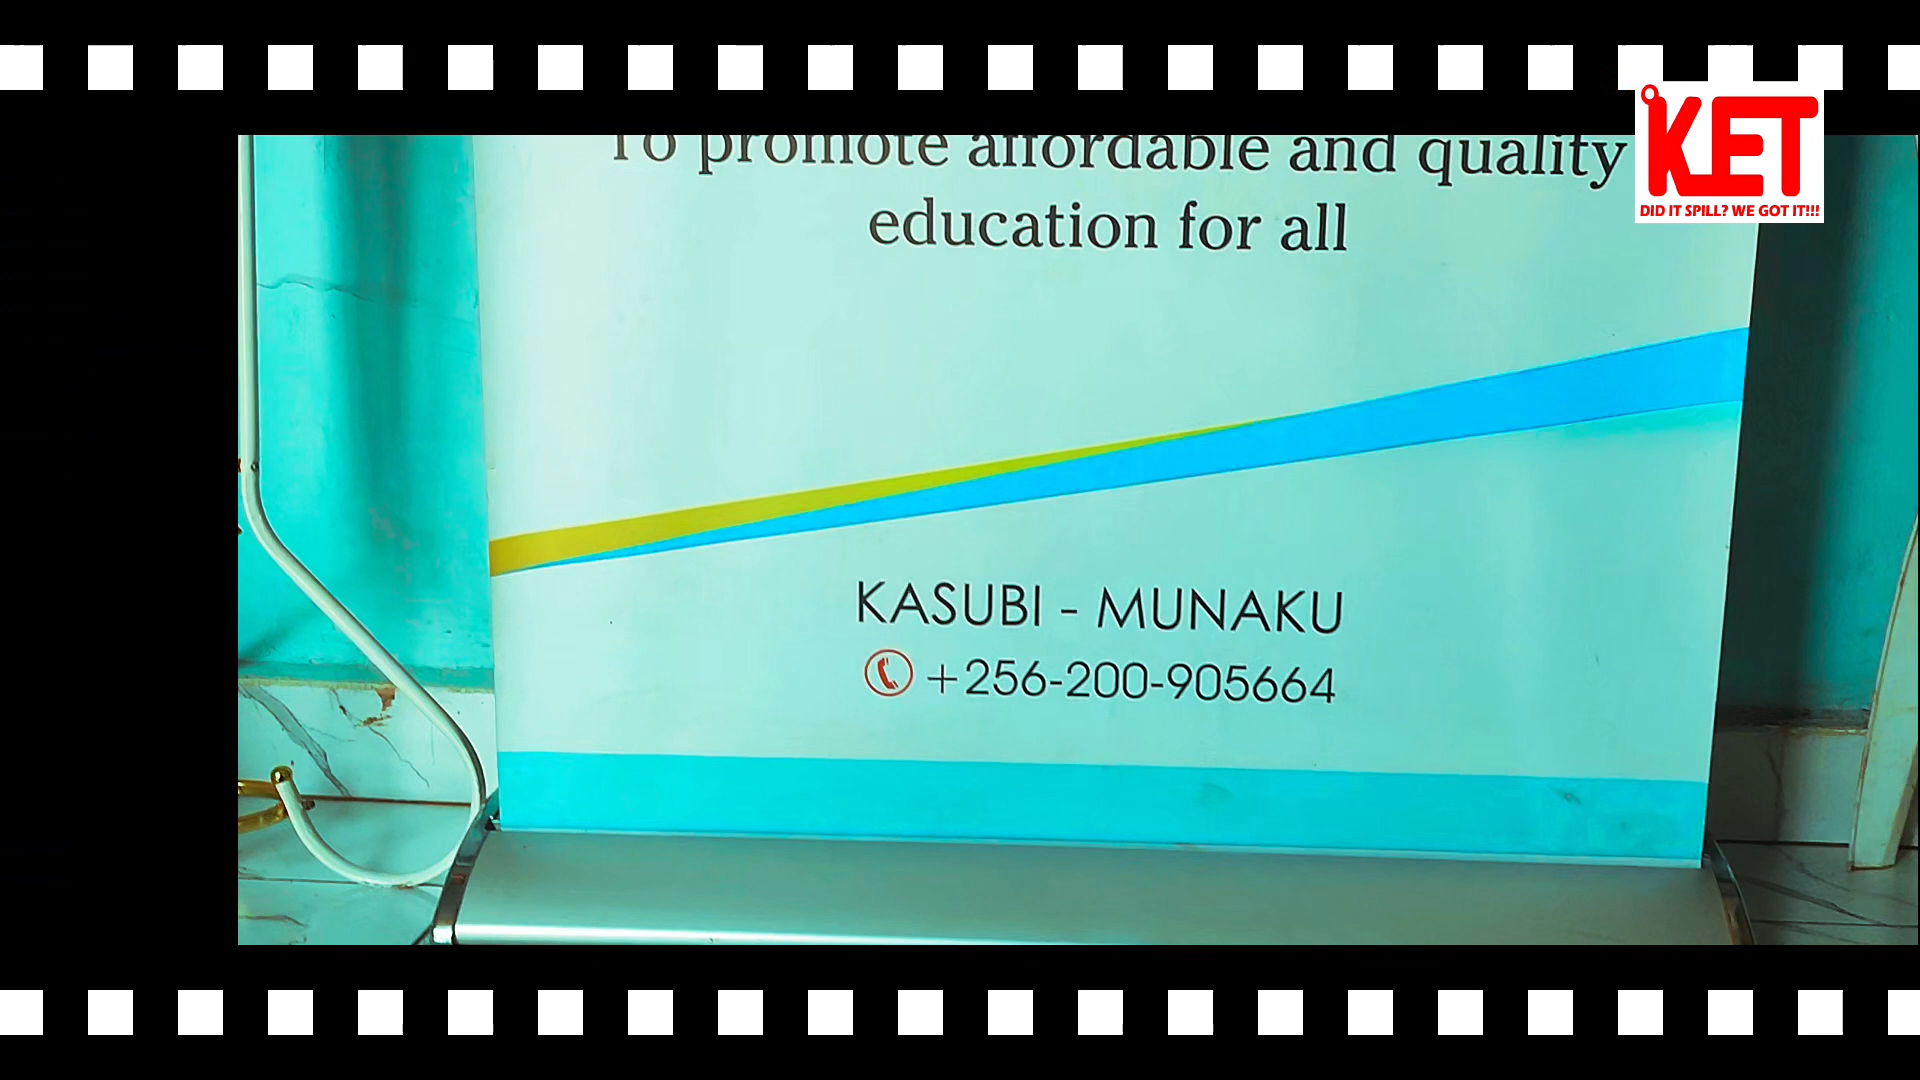 KET
DID IT SPILL? WE GOT IT!!!
To promote affordable and quality
education for all
KASUBI - MUNAKU
+256-200-905664